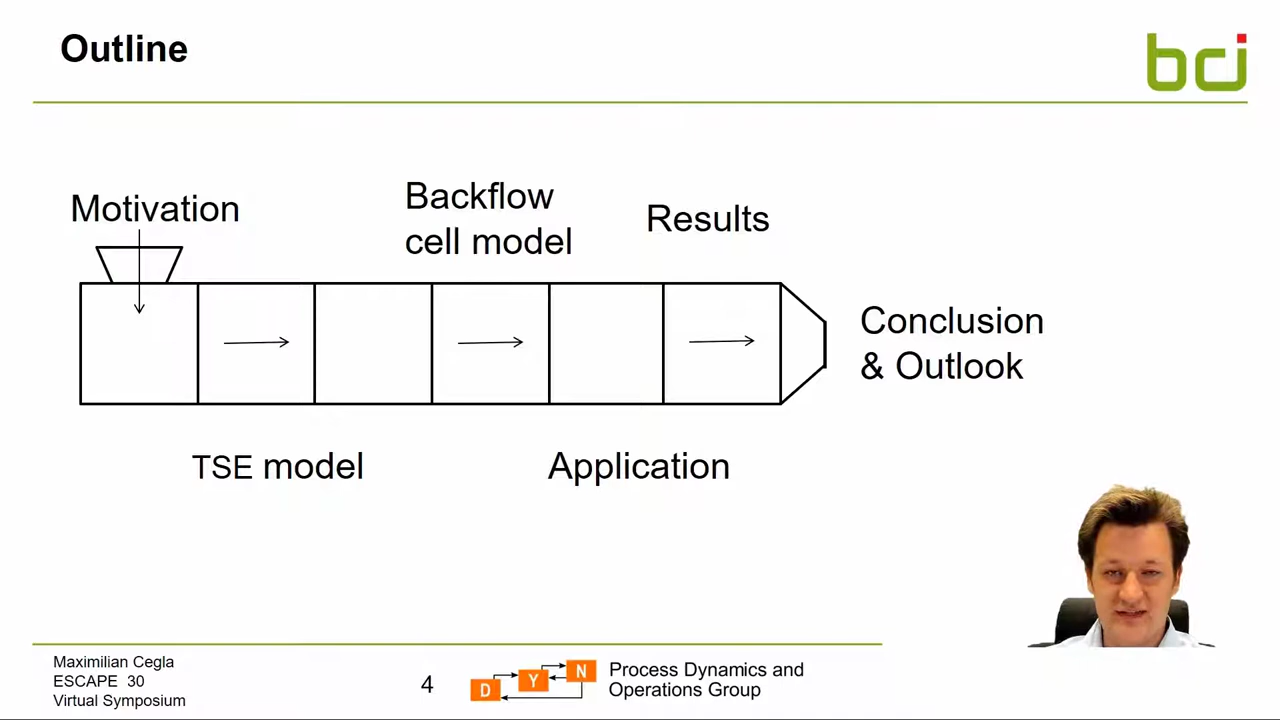 Outline
bci
Motivation
Backflow
cell model
Results
Conclusion
& Outlook
TSE model
Application
Maximilian Cegla
ESCAPE 30
Virtual Symposium
4
D Y N
Process Dynamics and
Operations Group